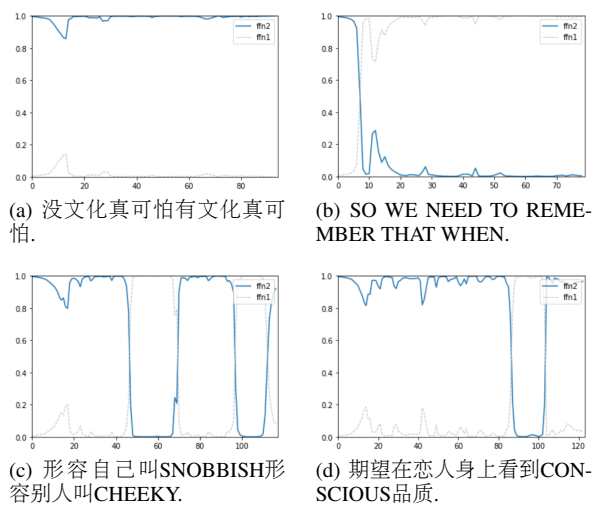 1.0
0.8
0.6
0.4
0.2
0.0
0 20 40 60 80
ffn2
ffn1
(a) 没文化真可怕有文化真可
怕.
1.0
0.8
0.6
0.4
0.2
0.0
0 10 20 30 40 50 60 70
ffn2
ffn1
(b) SO WE NEED TO REME-
MBER THAT WHEN.
1.0
0.8
0.6
0.4
0.2
0.0
0 20 40 60 80 100
ffn2
ffn1
(c) 形容自己叫SNOBBISH形
容别人叫CHEEKY.
1.0
0.8
0.6
0.4
0.2
0.0
0 20 40 60 80 100 120
ffn2
ffn1
(d) 期望在恋人身上看到CON-
SCIOUS品质.